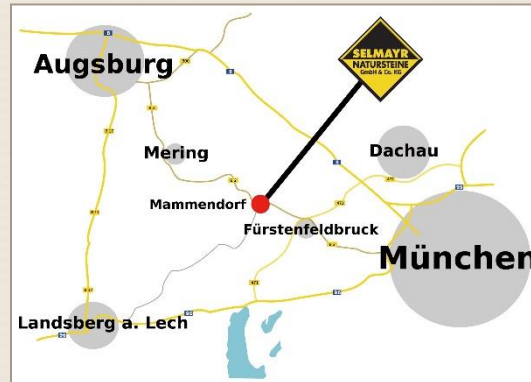 Augsburg
SELMAYR
NATURSTEINE
GmbH & Co. KG
Mering
Dachau
Mammendorf
Fürstenfeldbruck
München
Landsberg a. Lech